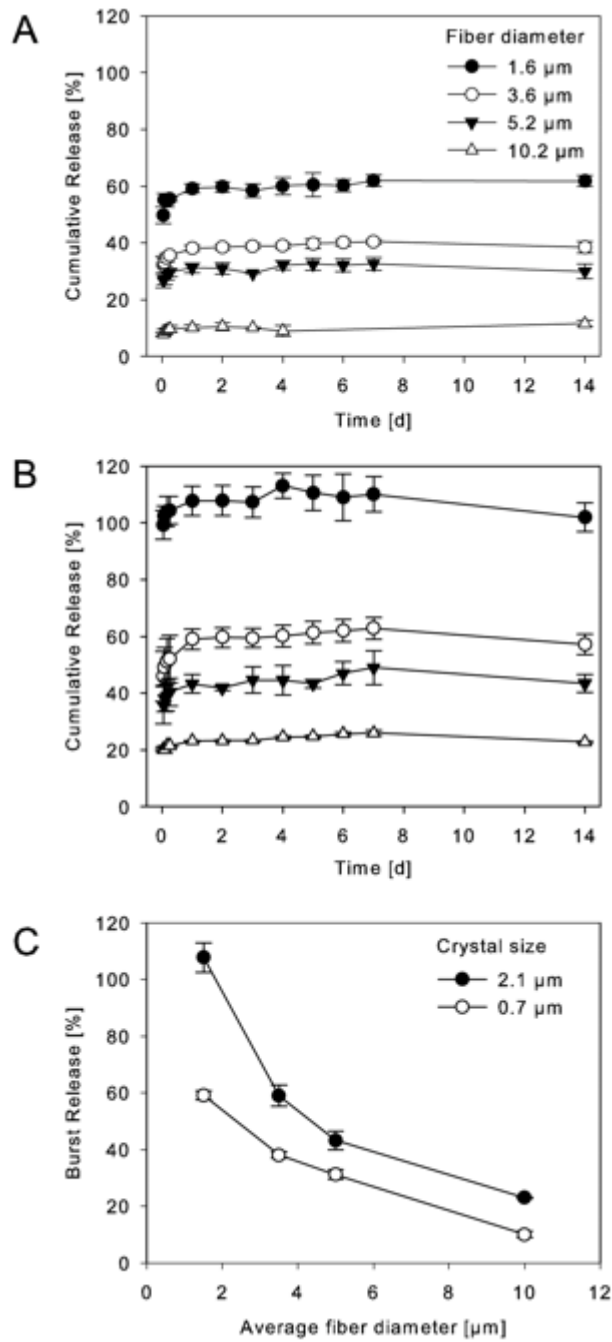 A
Cumulative Release [%]
120
100
80
60
40
20
0
Fiber diameter
1.6 µm
3.6 µm
5.2 µm
10.2 µm
0 2 4 6 8 10 12 14
Time [d]
B
Cumulative Release [%]
120
100
80
60
40
20
0
0 2 4 6 8 10 12 14
Time [d]
C
Burst Release [%]
120
100
80
60
40
20
0
Crystal size
2.1 µm
0.7 µm
0 2 4 6 8 10 12
Average fiber diameter [µm]